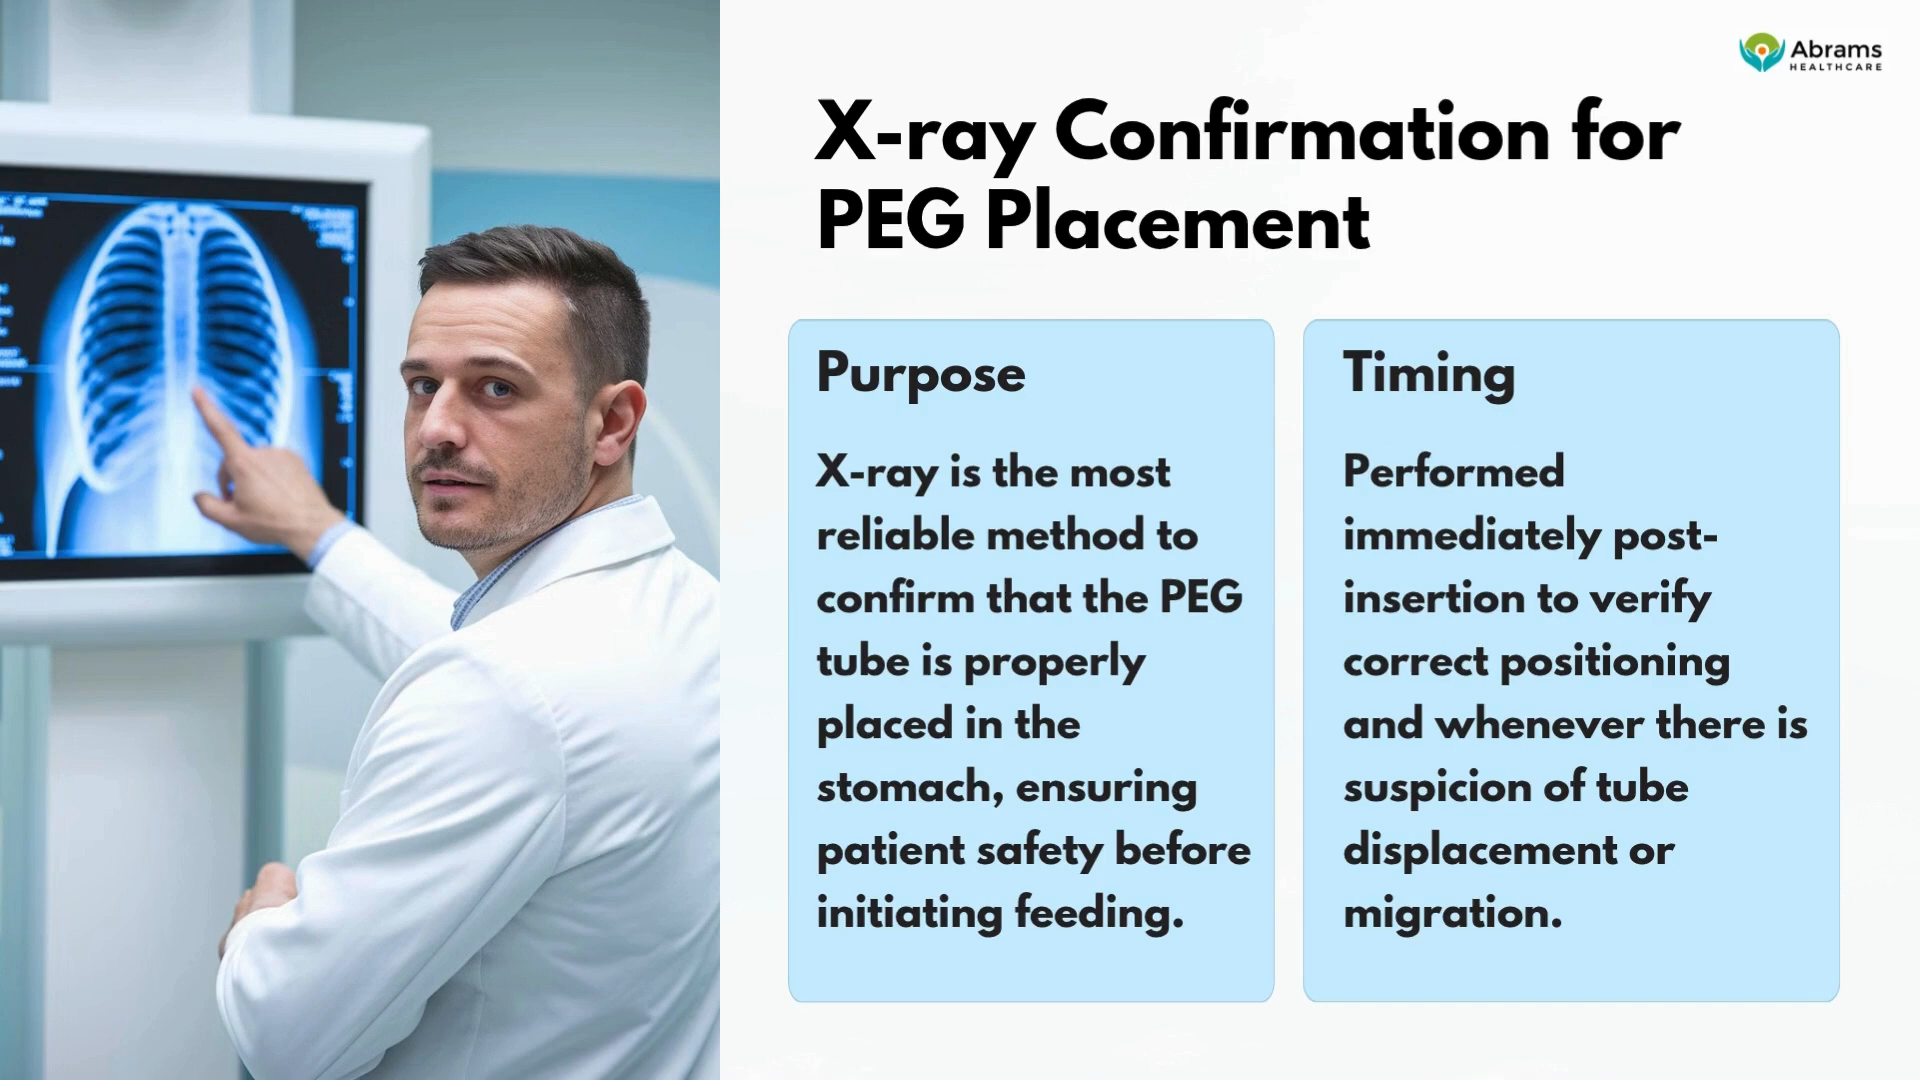 Abrams
HEALTHCARE
X-ray Confirmation for
PEG Placement
Purpose
X-ray is the most
reliable method to
confirm that the PEG
tube is properly
placed in the
stomach, ensuring
patient safety before
initiating feeding.
Timing
Performed
immediately post-
insertion to verify
correct positioning
and whenever there is
suspicion of tube
displacement or
migration.